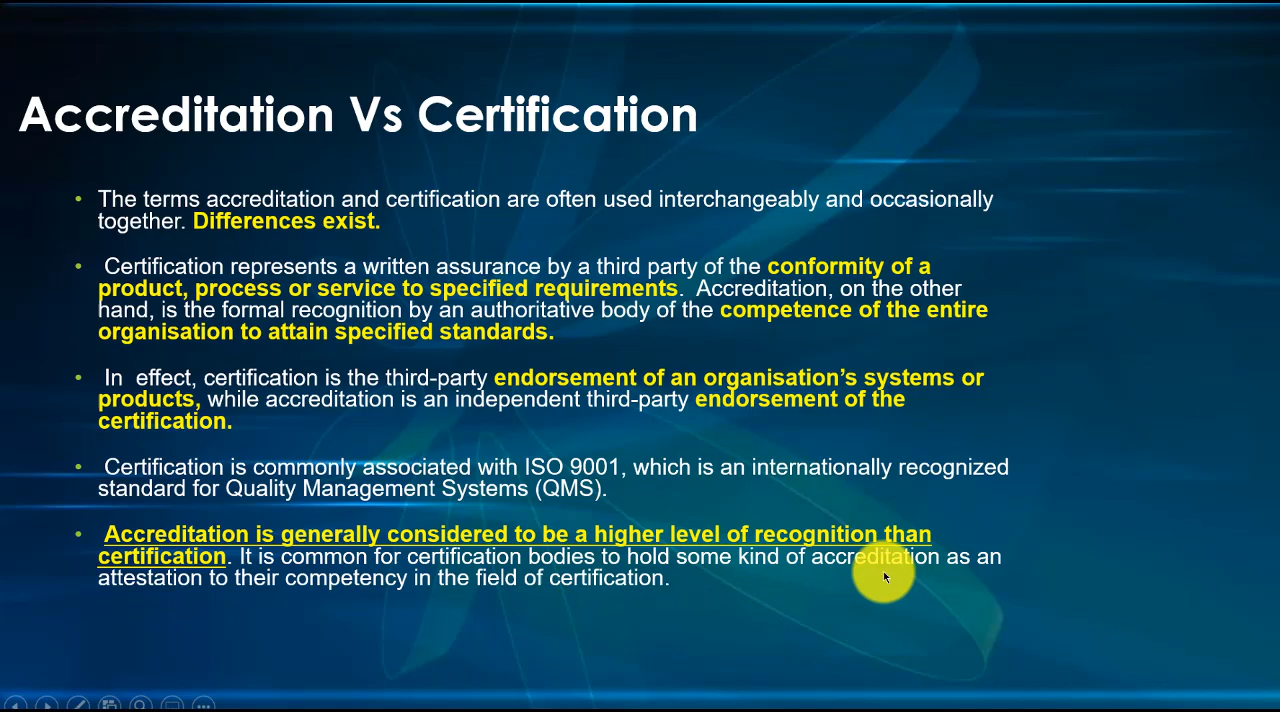 Accreditation Vs Certification
• The terms accreditation and certification are often used interchangeably and occasionally
together. Differences exist.
• Certification represents a written assurance by a third party of the conformity of a
product, process or service to specified requirements. Accreditation, on the other
hand, is the formal recognition by an authoritative body of the competence of the entire
organisation to attain specified standards.
• In effect, certification is the third-party endorsement of an organisation’s systems or
products, while accreditation is an independent third-party endorsement of the
certification.
• Certification is commonly associated with ISO 9001, which is an internationally recognized
standard for Quality Management Systems (QMS).
• Accreditation is generally considered to be a higher level of recognition than
certification. It is common for certification bodies to hold some kind of accreditation as an
attestation to their competency in the field of certification.